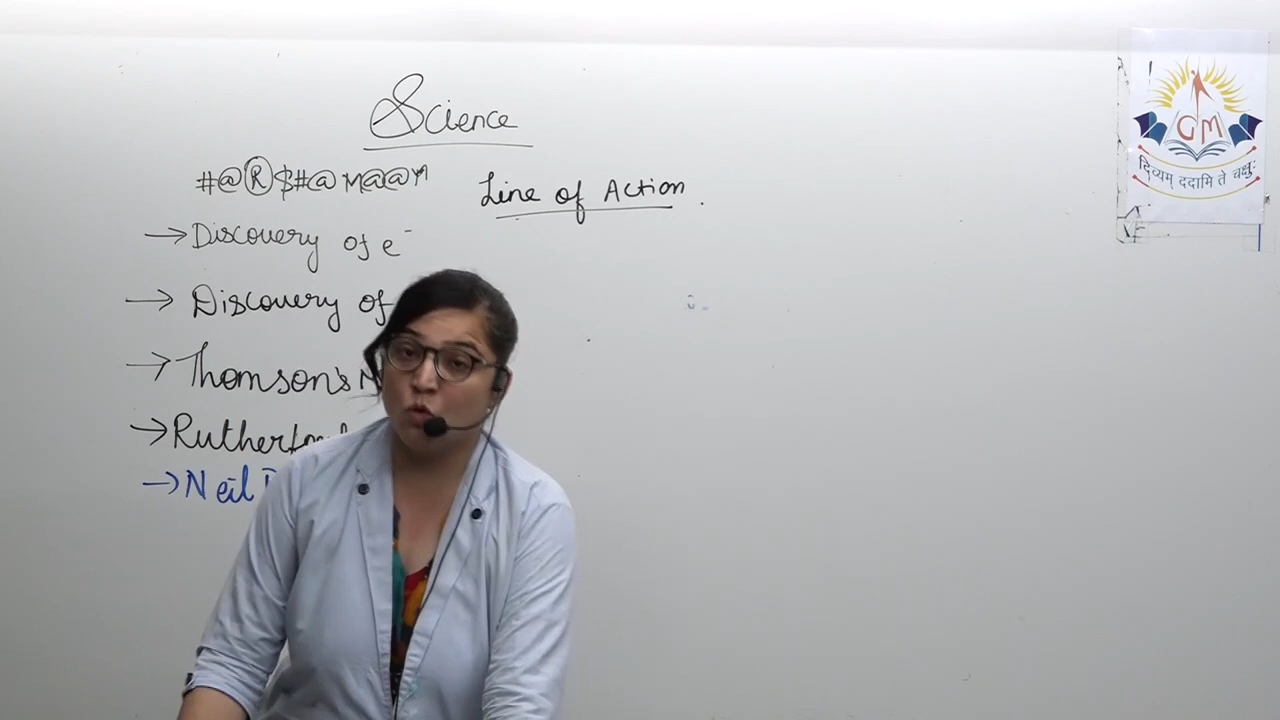 Science
#@®$#@ M@@M
Line of Action.
→ Discovery of e⁻
→ Discovery of
→ Thomson's
→ Rutherford
→ Neil
GM
दिव्यम् ददामि ते चक्षुः